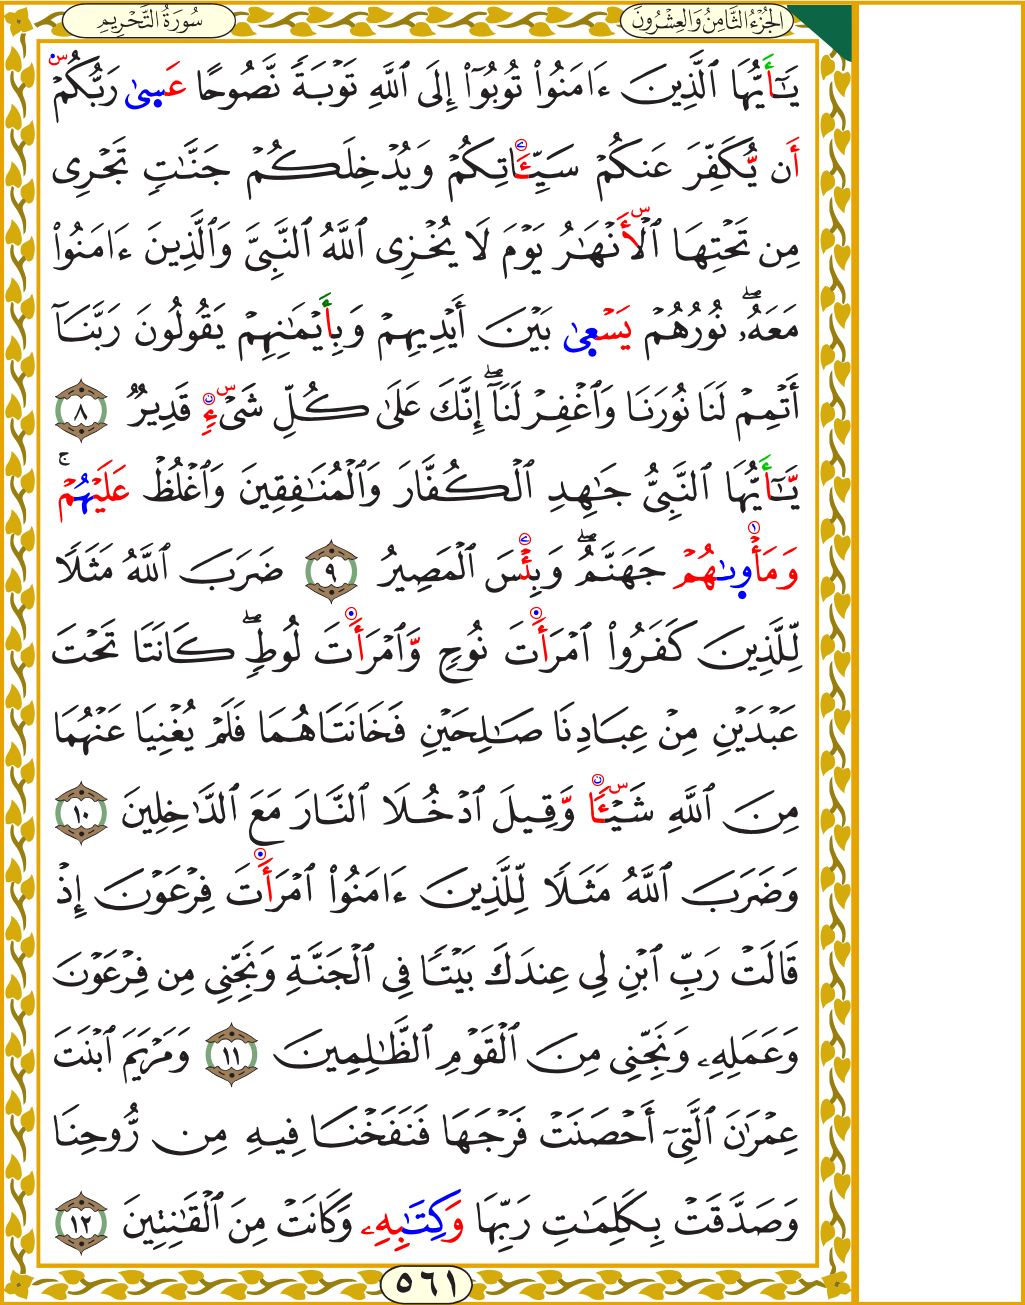 الجُزْءُ الثَّامِنُ وَالعِشْرُونَ
سُورَةُ التَّحْرِيمِ
يَـٰٓأَيُّهَا ٱلَّذِينَ ءَامَنُوا۟ تُوبُوٓا۟ إِلَى ٱللَّهِ تَوْبَةً نَّصُوحًا عَسىٰ رَبُّكُمْ س
أَن يُّكَفِّرَ عَنكُمْ سَيِّـَٔاتِكُمْ وَيُدْخِلَكُمْ جَنَّـٰتٍ تَجْرِى
مِن تَحْتِهَا ٱلْأَنْهَـٰرُ يَوْمَ لَا يُخْزِى ٱللَّهُ ٱلنَّبِىَّ وَٱلَّذِينَ ءَامَنُوا۟
مَعَهُۥ ۖ نُورُهُمْ يَسْعىٰ بَيْنَ أَيْدِيهِمْ وَبِأَيْمَـٰنِهِمْ يَقُولُونَ رَبَّنَآ
أَتْمِمْ لَنَا نُورَنَا وَٱغْفِرْ لَنَآ ۖ إِنَّكَ عَلَىٰ كُلِّ شَىْءٍ قَدِيرٌ ٨
يَـٰٓأَيُّهَا ٱلنَّبِىُّ جَـٰهِدِ ٱلْكُفَّارَ وَٱلْمُنَـٰفِقِينَ وَٱغْلُظْ عَلَيْهُمْ ۚ
وَمَأْوىٰهُمْ جَهَنَّمُ ۖ وَبِئْسَ ٱلْمَصِيرُ ٩ ضَرَبَ ٱللَّهُ مَثَلًا
لِّلَّذِينَ كَفَرُوا۟ ٱمْرَأَتَ نُوحٍ وَّٱمْرَأَتَ لُوطٍ ۖ كَانَتَا تَحْتَ
عَبْدَيْنِ مِنْ عِبَادِنَا صَـٰلِحَيْنِ فَخَانَتَاهُمَا فَلَمْ يُغْنِيَا عَنْهُمَا
مِنَ ٱللَّهِ شَيْـًٔا وَّقِيلَ ٱدْخُلَا ٱلنَّارَ مَعَ ٱلدَّٰخِلِينَ ١٠
وَضَرَبَ ٱللَّهُ مَثَلًا لِّلَّذِينَ ءَامَنُوا۟ ٱمْرَأَتَ فِرْعَوْنَ إِذْ
قَالَتْ رَبِّ ٱبْنِ لِى عِندَكَ بَيْتًا فِى ٱلْجَنَّةِ وَنَجِّنِى مِن فِرْعَوْنَ
وَعَمَلِهِۦ وَنَجِّنِى مِنَ ٱلْقَوْمِ ٱلظَّـٰلِمِينَ ١١ وَمَرْيَمَ ٱبْنَتَ
عِمْرَٰنَ ٱلَّتِىٓ أَحْصَنَتْ فَرْجَهَا فَنَفَخْنَا فِيهِ مِن رُّوحِنَا
وَصَدَّقَتْ بِكَلِمَـٰتِ رَبِّهَا وَكِتَـٰبِهِۦ وَكَانَتْ مِنَ ٱلْقَـٰنِتِينَ ١٢
٥٦١